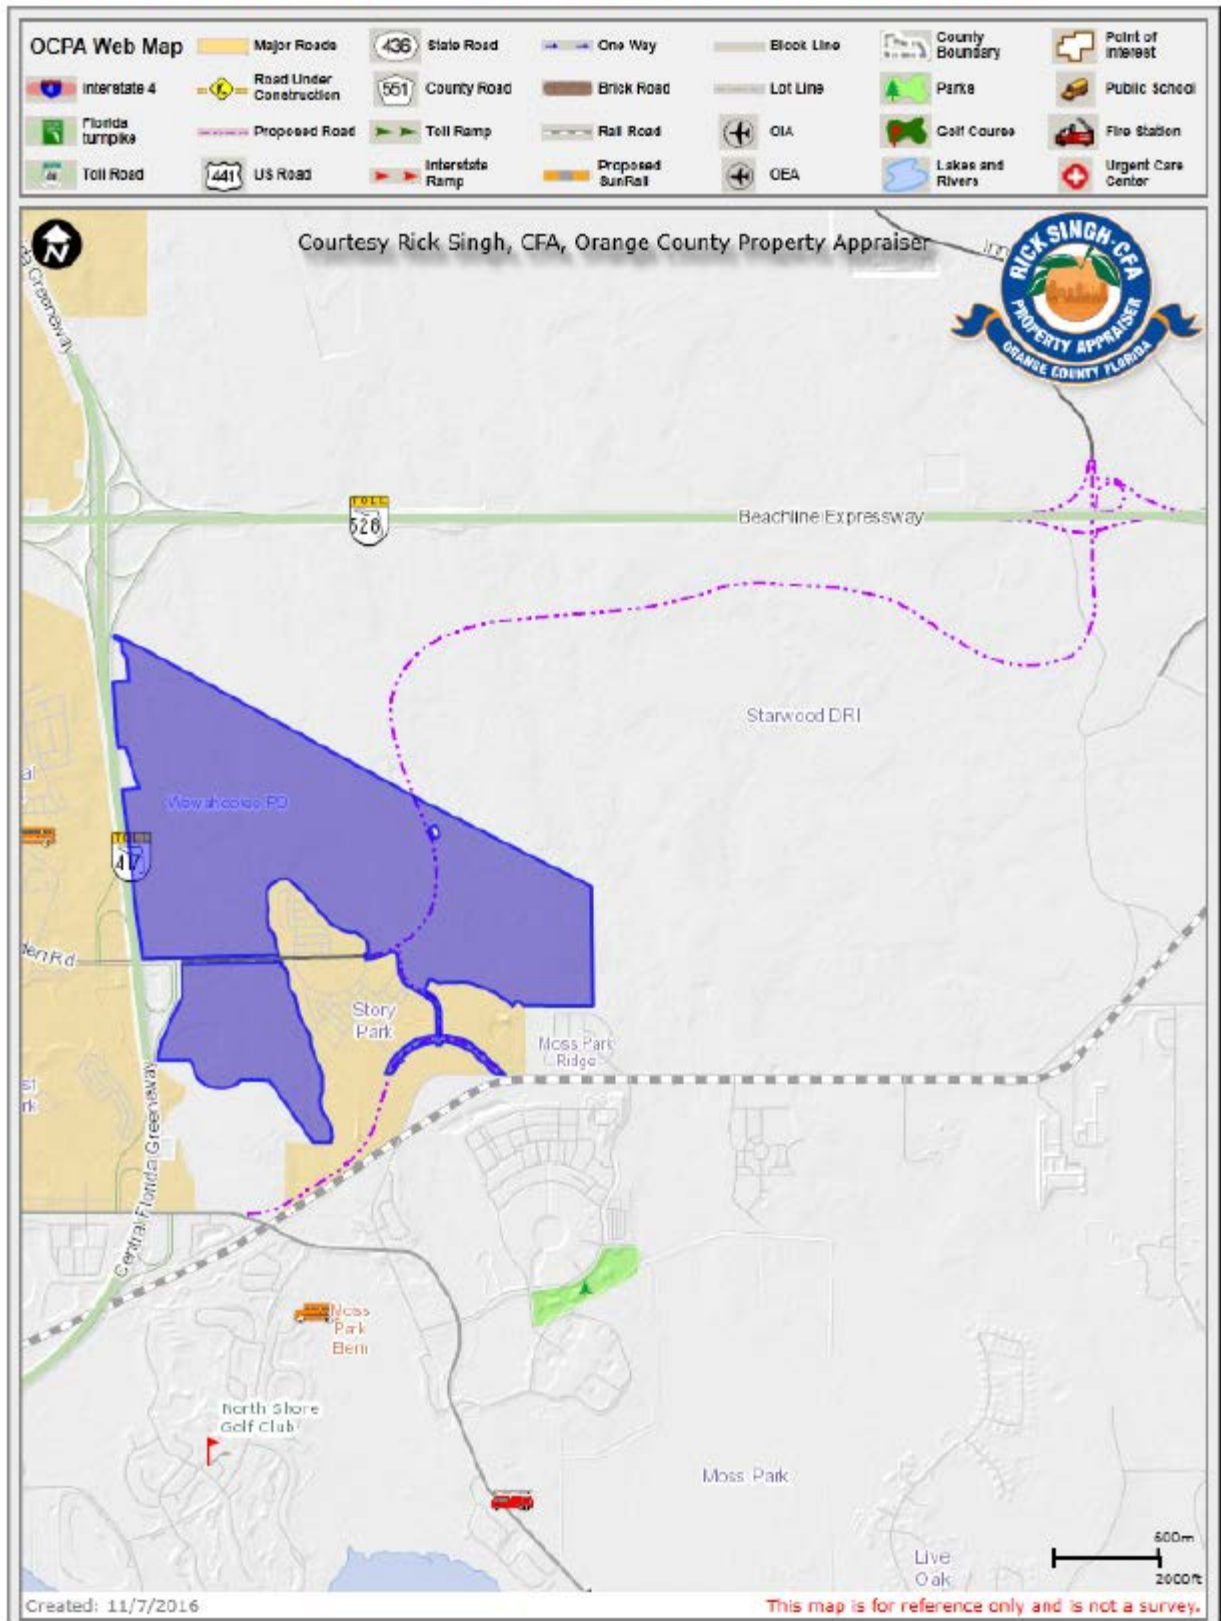 OCPA Web Map
Major Roads
436
State Road
One Way
Block Line
County
Boundary
Point of
Interest
Interstate 4
Road Under
Construction
551
County Road
Brick Road
Lot Line
Parks
Public School
Florida
turnpike
Proposed Road
Toll Ramp
Rail Road
OIA
Golf Course
Fire Station
Toll Road
441
US Road
Interstate
Ramp
Proposed
SunRail
OEA
Lakes and
Rivers
Urgent Care
Center
N
Courtesy Rick Singh, CFA, Orange County Property Appraiser
RICK SINGH·CFA
PROPERTY APPRAISER
ORANGE COUNTY FLORIDA
Greeneway
TOLL
528
Beachline Expressway
Starwood DRI
TOLL
417
Rd
Story
Park
Moss Park
Ridge
Central Florida Greeneway
Moss
Park
Elem
North Shore
Golf Club
Moss Park
Live
Oak
600m
2000ft
Created: 11/7/2016
This map is for reference only and is not a survey.